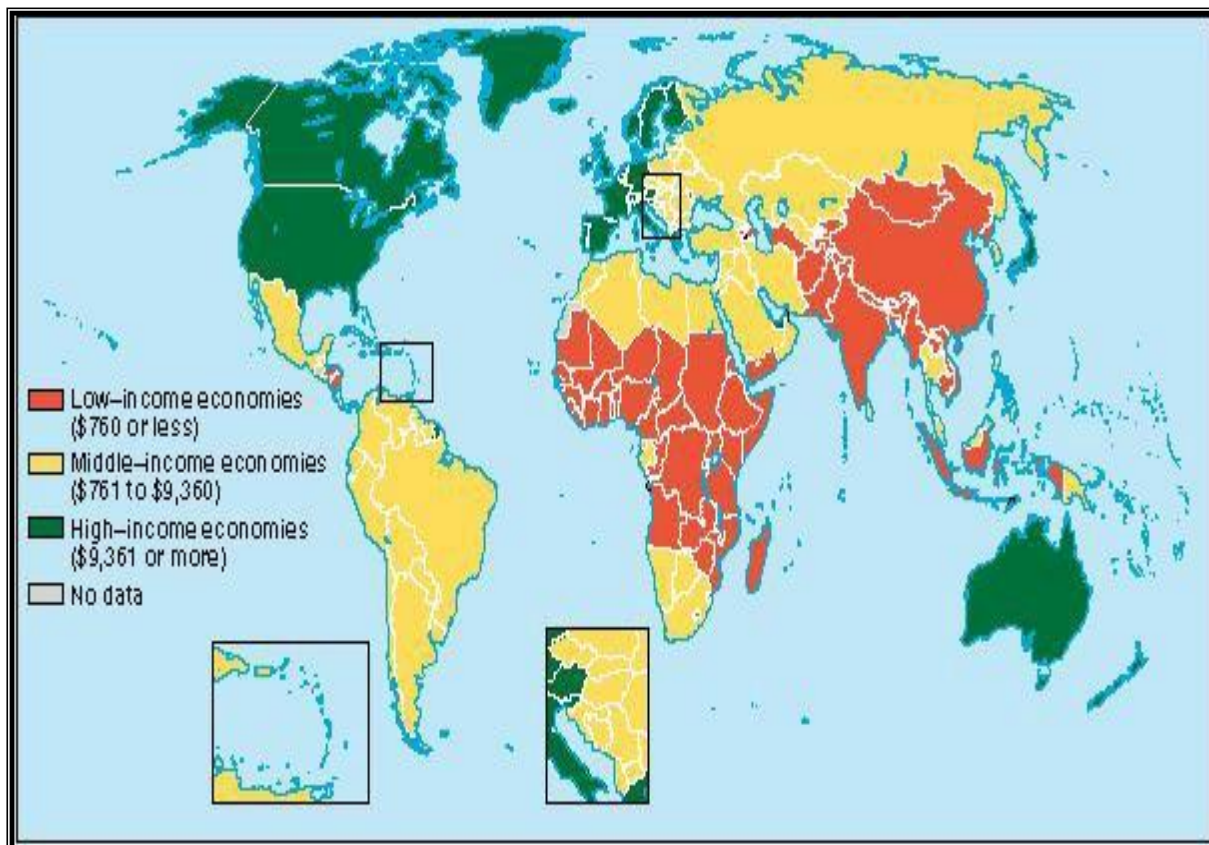 Low–income economies
($760 or less)
Middle–income economies
($761 to $9,360)
High–income economies
($9,361 or more)
No data